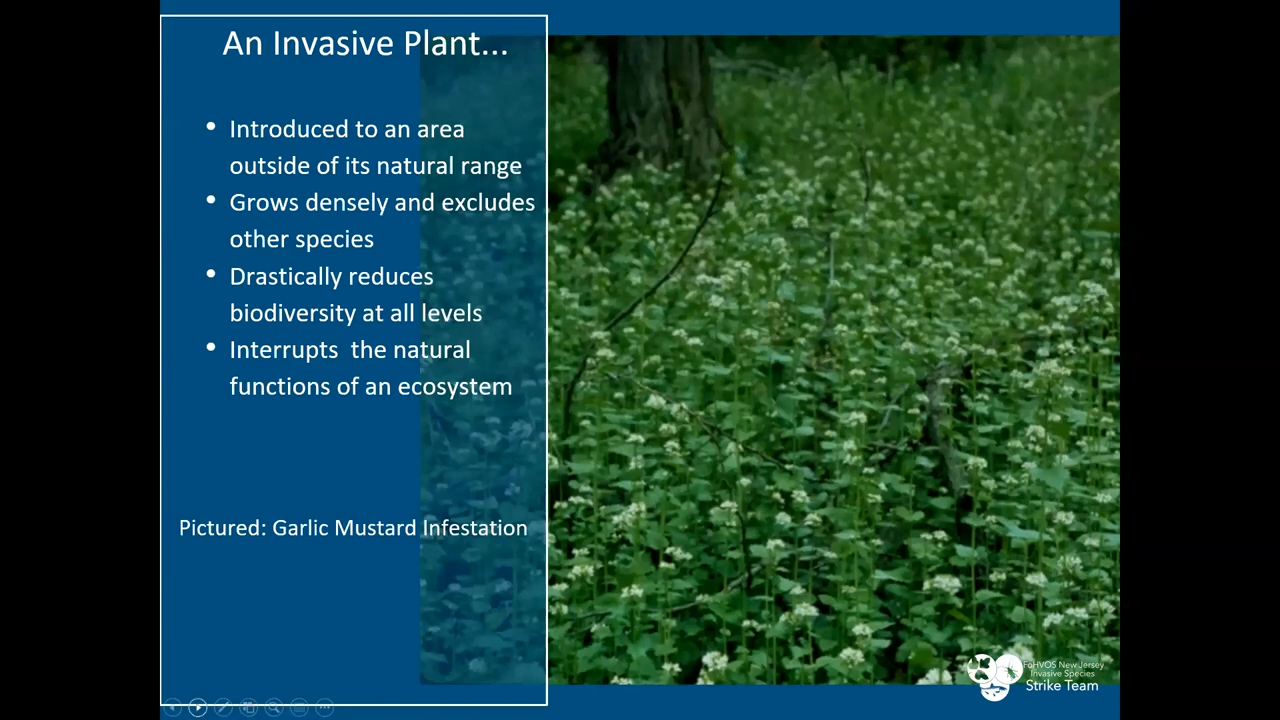 An Invasive Plant...
• Introduced to an area
outside of its natural range
• Grows densely and excludes
other species
• Drastically reduces
biodiversity at all levels
• Interrupts  the natural
functions of an ecosystem
Pictured: Garlic Mustard Infestation
FoHVOS New Jersey
Invasive Species
Strike Team